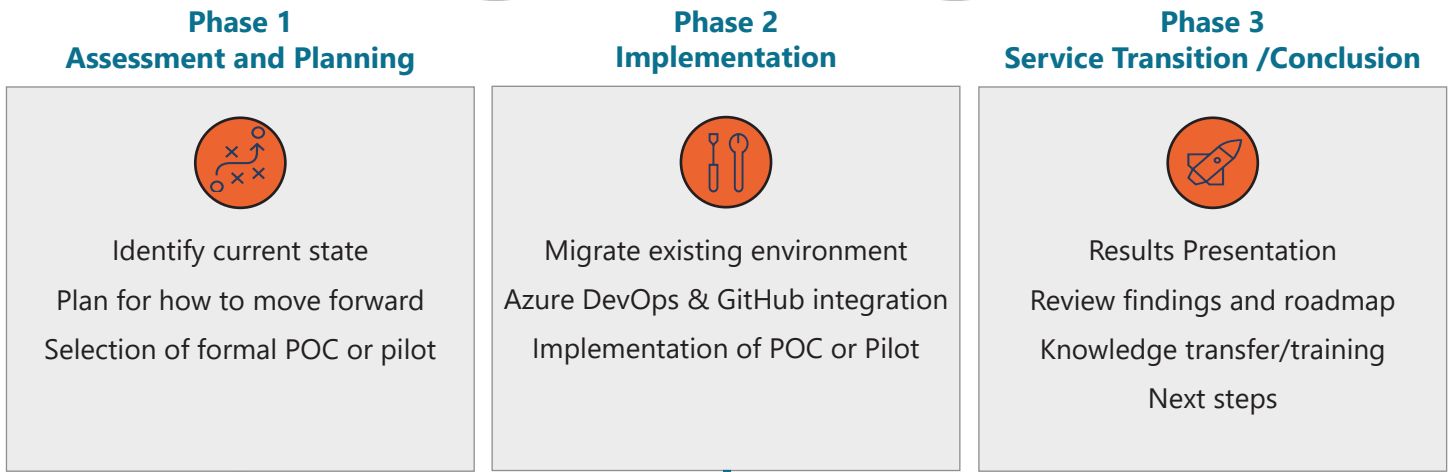 Phase 1
Assessment and Planning
Identify current state
Plan for how to move forward
Selection of formal POC or pilot
Phase 2
Implementation
Migrate existing environment
Azure DevOps & GitHub integration
Implementation of POC or Pilot
Phase 3
Service Transition /Conclusion
Results Presentation
Review findings and roadmap
Knowledge transfer/training
Next steps